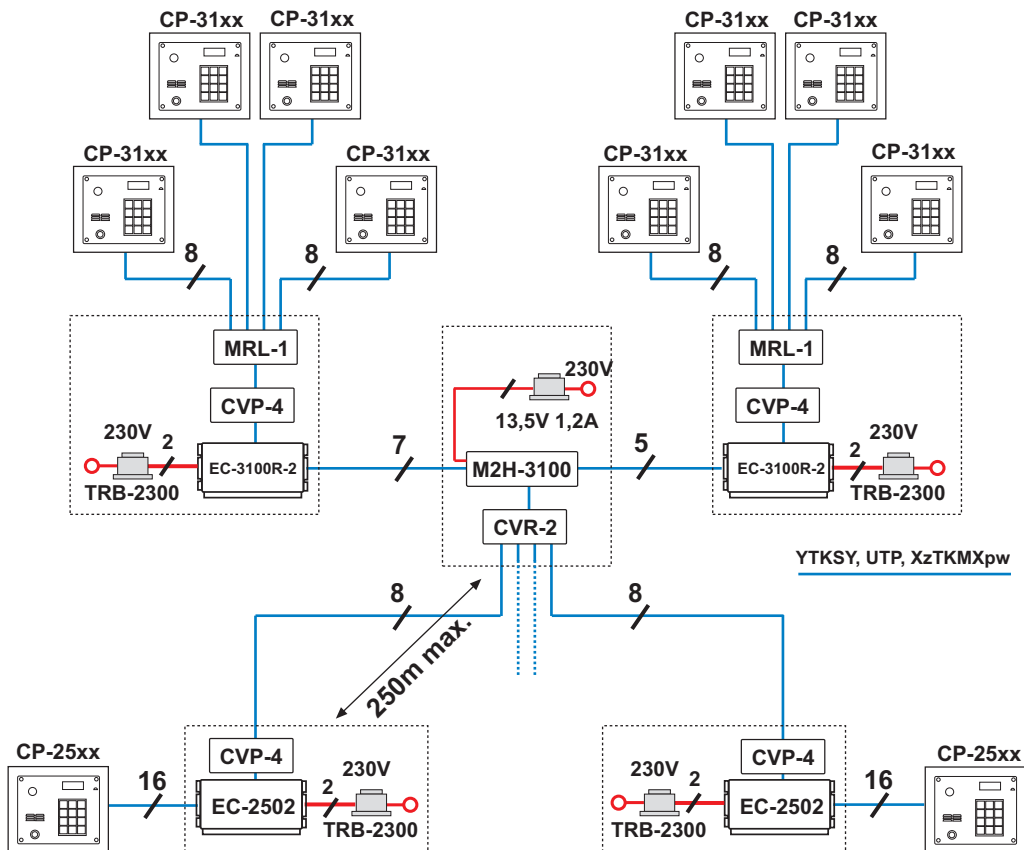 CP-31xx CP-31xx
CP-31xx CP-31xx
CP-31xx CP-31xx
CP-31xx CP-31xx
8 8
8 8
MRL-1
MRL-1
CVP-4
CVP-4
230V
13,5V 1,2A
230V
2
EC-3100R-2
TRB-2300
7
M2H-3100
5
EC-3100R-2
230V
2
TRB-2300
CVR-2
YTKSY, UTP, XzTKMXpw
8
8
250m max.
CP-25xx
16
CVP-4
EC-2502
2
230V
TRB-2300
230V
2
TRB-2300
CVP-4
EC-2502
16
CP-25xx